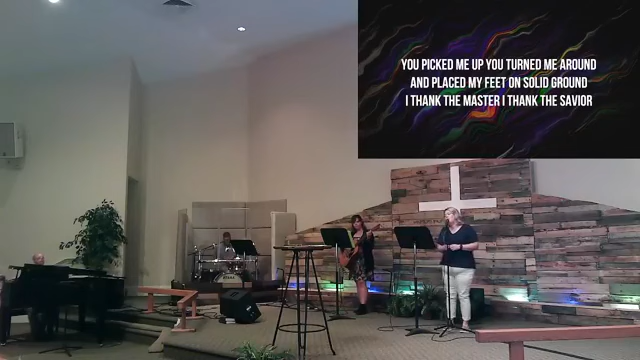 YOU PICKED ME UP YOU TURNED ME AROUND
AND PLACED MY FEET ON SOLID GROUND
I THANK THE MASTER I THANK THE SAVIOR